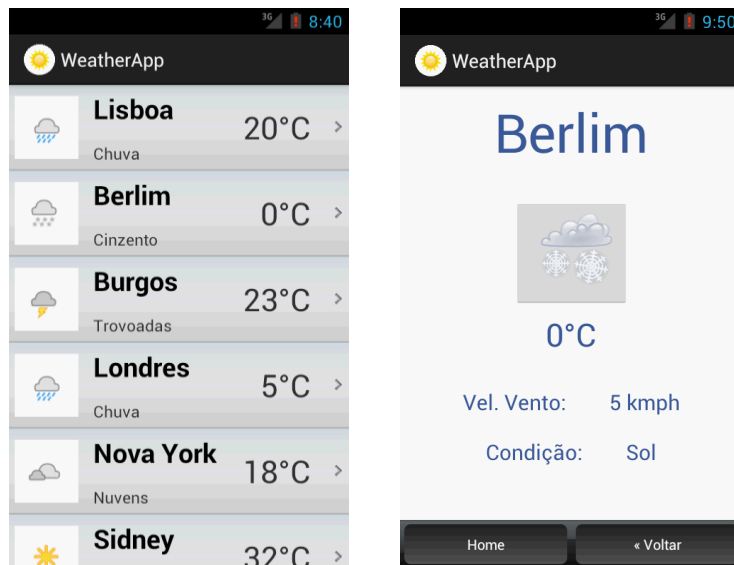 3G 8:40
WeatherApp
Lisboa
20°C
Chuva
Berlim
0°C
Cinzento
Burgos
23°C
Trovoadas
Londres
5°C
Chuva
Nova York
18°C
Nuvens
Sidney
32°C
3G 9:50
WeatherApp
Berlim
0°C
Vel. Vento: 5 kmph
Condição: Sol
Home « Voltar